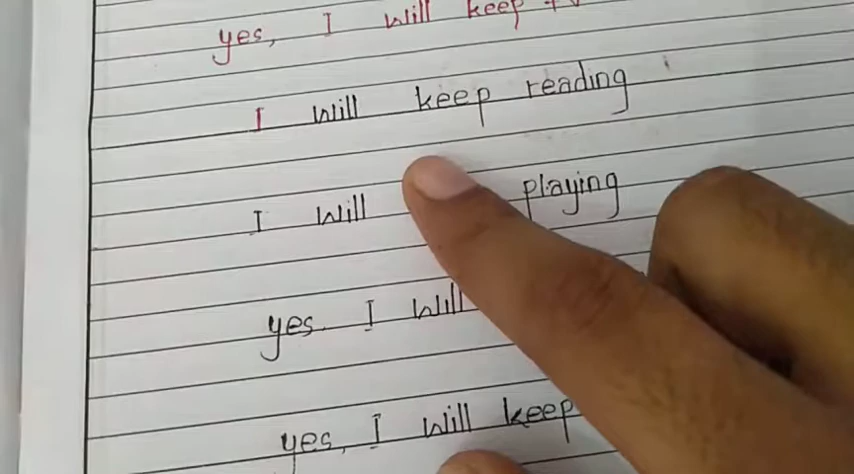 yes, I will keep
I will keep reading
I will playing
yes. I will
yes, I will keep